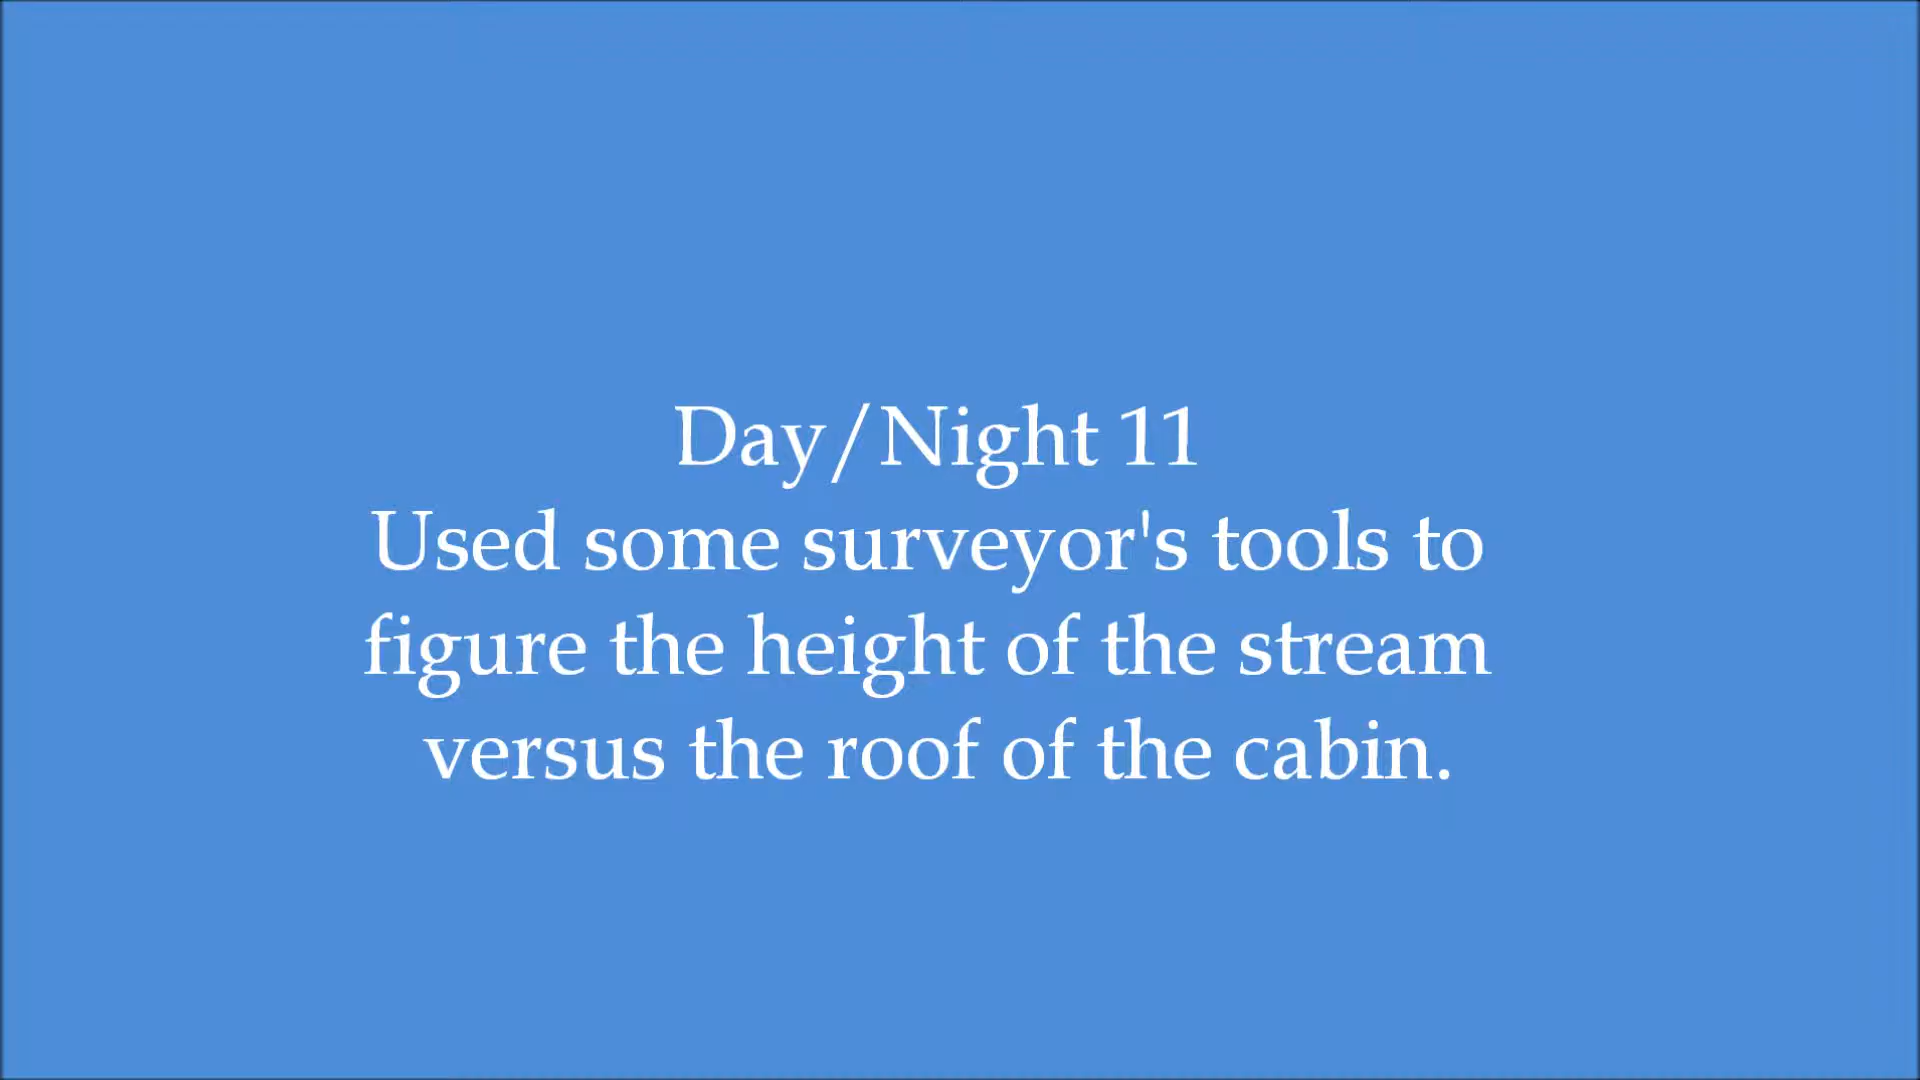 Day/Night 11
Used some surveyor's tools to
figure the height of the stream
versus the roof of the cabin.